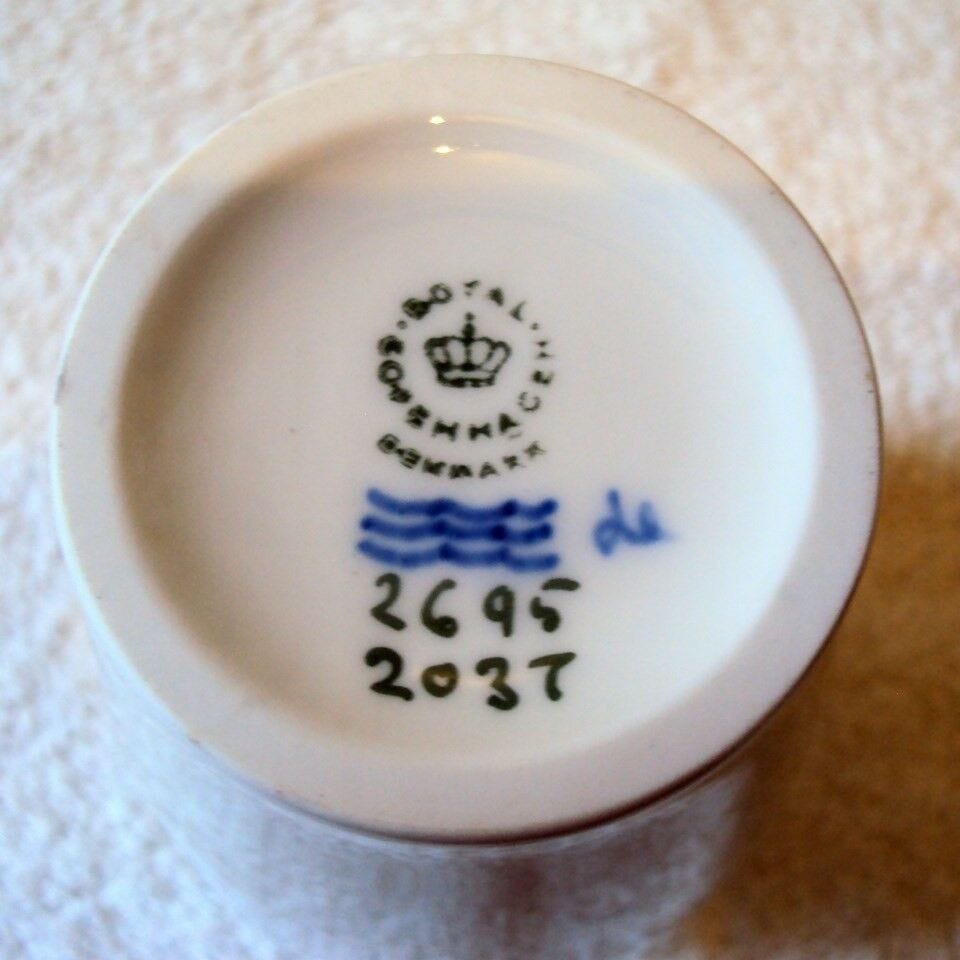 ROYAL
COPENHAGEN
DENMARK
2695
2037